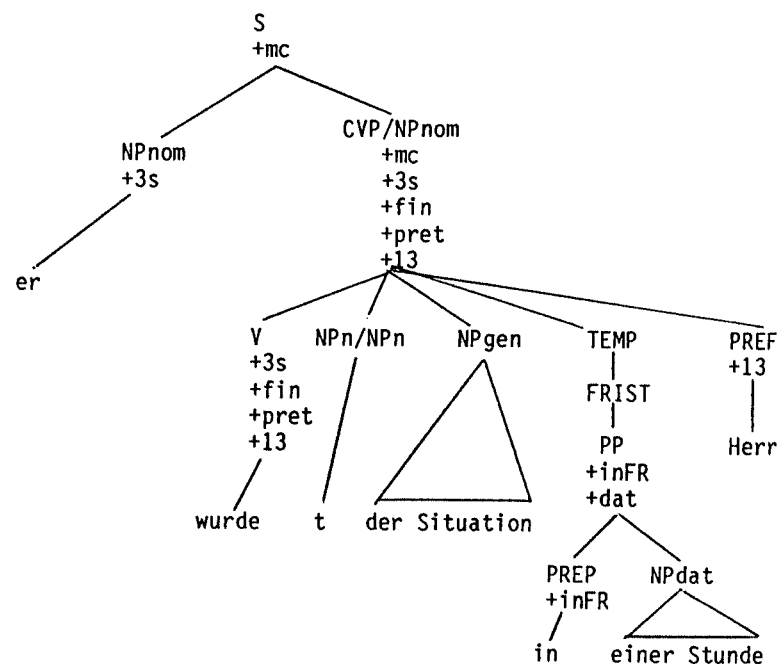 S
+mc
CVP/NPnom
NPnom
+mc
+3s
+3s
+fin
+pret
+13
er
V NPn/NPn NPgen TEMP PREF
+3s +13
+fin FRIST
+pret
+13 PP Herr
+inFR
+dat
wurde t der Situation
PREP NPdat
+inFR
in einer Stunde